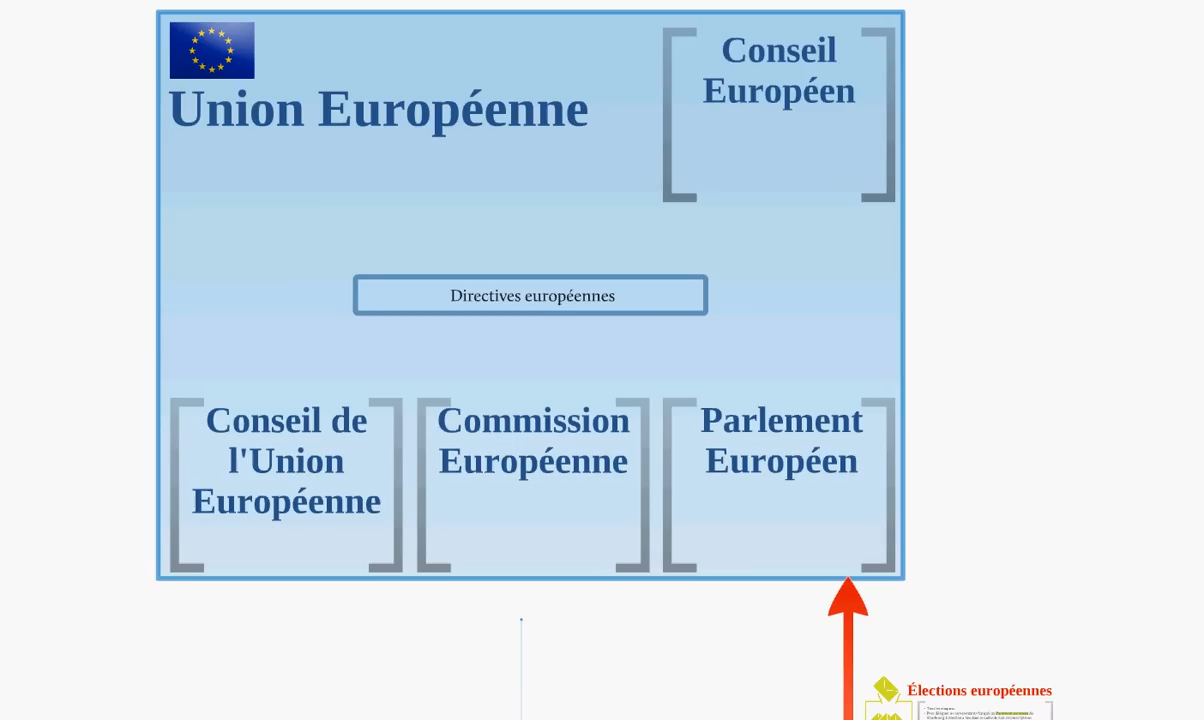 Union Européenne
Conseil
Européen
Directives européennes
Conseil de
l'Union
Européenne
Commission
Européenne
Parlement
Européen
Élections européennes